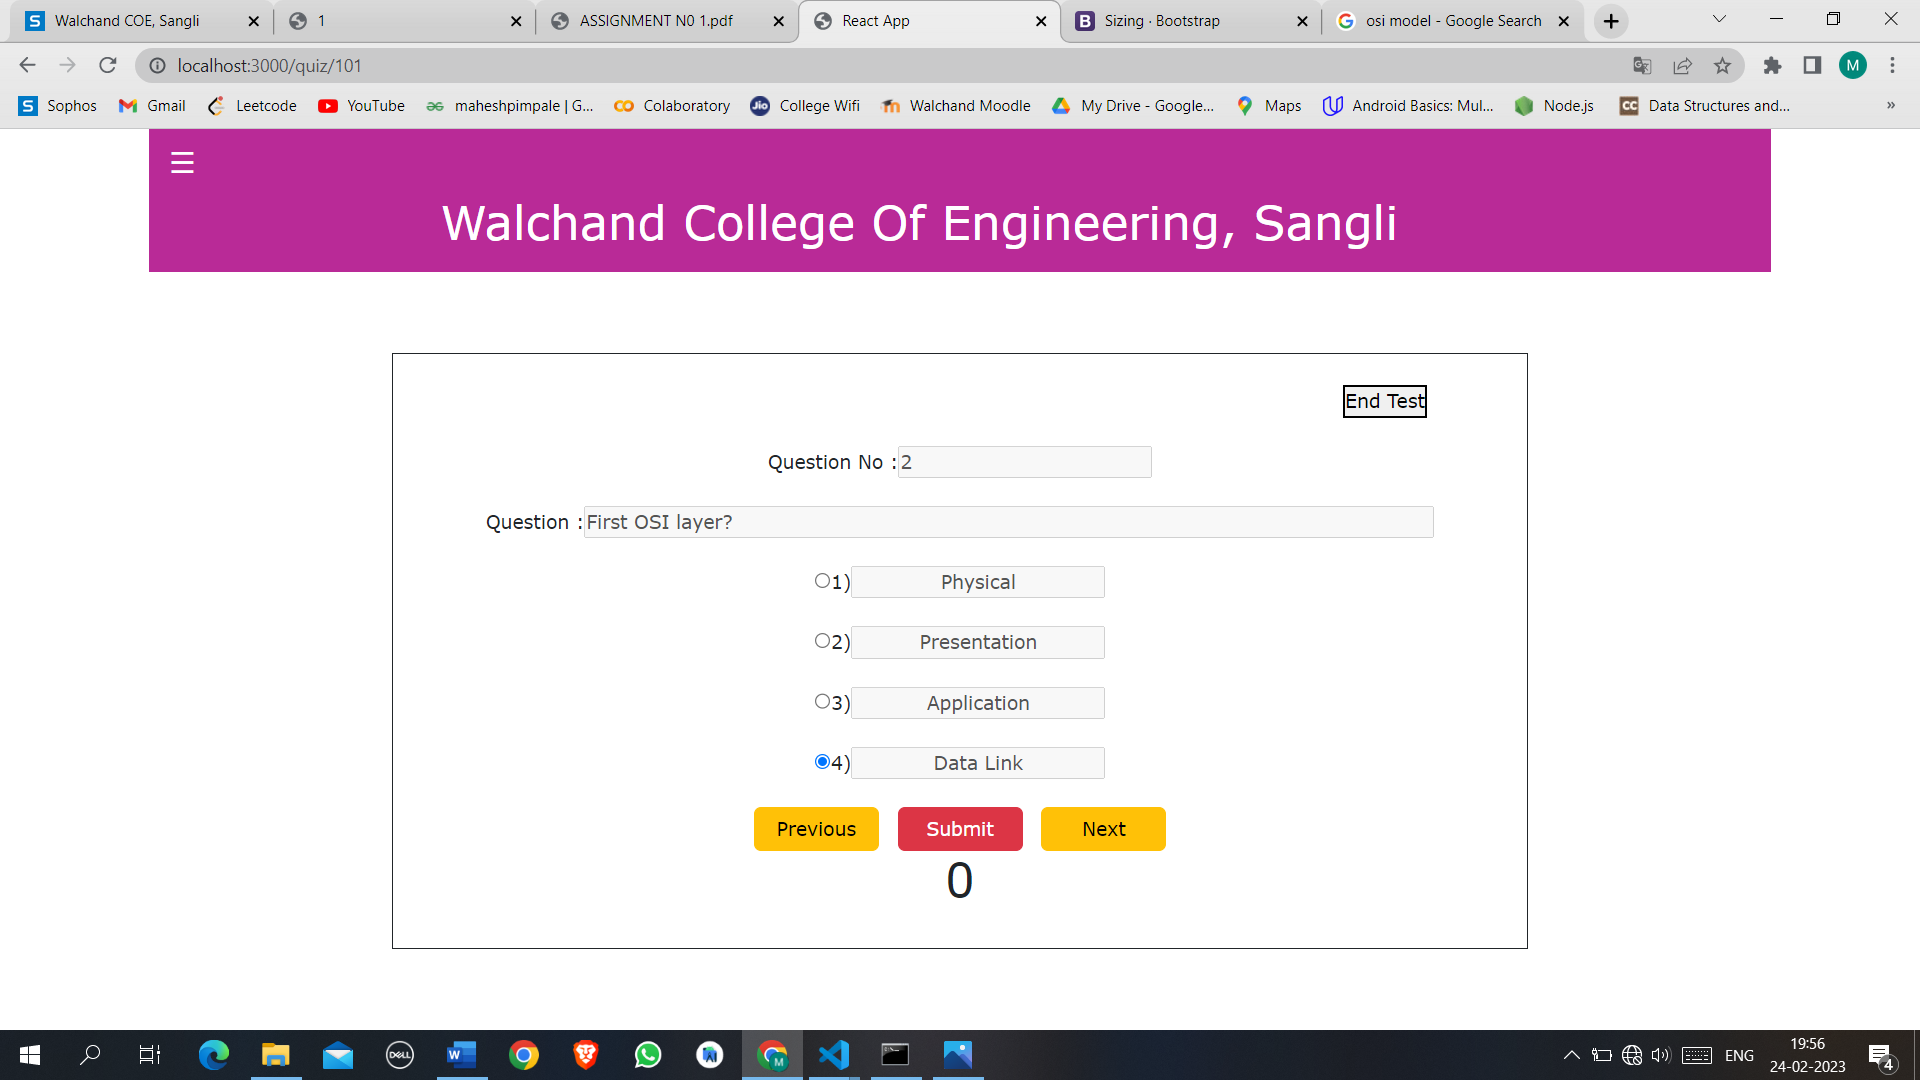 Walchand COE, Sangli
1
ASSIGNMENT N0 1.pdf
React App
B
Sizing · Bootstrap
osi model - Google Search
localhost:3000/quiz/101
M
Sophos
Gmail
Leetcode
YouTube
maheshpimpale | G...
Colaboratory
Jio
College Wifi
Walchand Moodle
My Drive - Google...
Maps
Android Basics: Mul...
Node.js
CC
Data Structures and...
»
Walchand College Of Engineering, Sangli
End Test
Question No :2
Question :First OSI layer?
1) Physical
2) Presentation
3) Application
4) Data Link
Previous
Submit
Next
0
DELL
W
M
ENG
19:56
24-02-2023
4